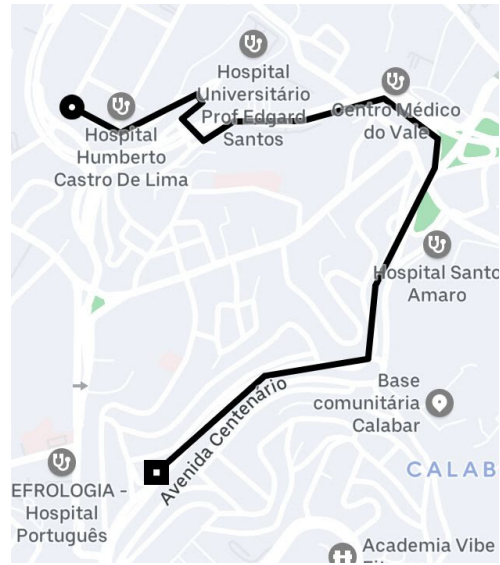 Hospital
Universitário
Prof Edgard
Santos
Hospital
Humberto
Castro De Lima
Centro Médico
do Vale
Hospital Santo
Amaro
Avenida Centenário
Base
comunitária
Calabar
CALAB
EFROLOGIA -
Hospital
Português
Academia Vibe